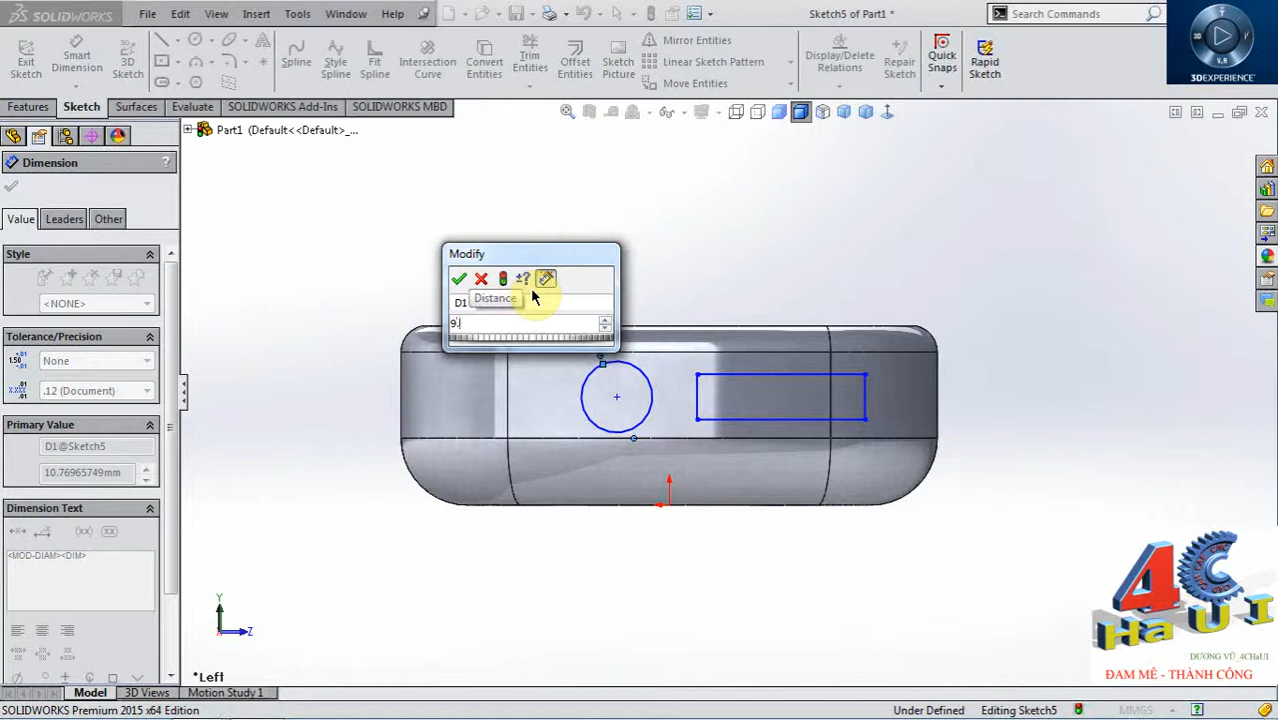 SOLIDWORKS File Edit View Insert Tools Window Help Sketch5 of Part1 * Search Commands
Exit Sketch Smart Dimension 3D Sketch Spline Style Spline Fit Spline Intersection Curve Trim Entities Convert Entities Offset Entities Sketch Picture Mirror Entities Linear Sketch Pattern Move Entities Display/Delete Relations Repair Sketch Quick Snaps Rapid Sketch
3D V.R
3DEXPERIENCE
Features Sketch Surfaces Evaluate SOLIDWORKS Add-Ins SOLIDWORKS MBD
Part1 (Default<<Default>_...
Dimension ?
Value Leaders Other
Style
<NONE>
Tolerance/Precision
1.50 None
.12 (Document)
Primary Value
D1@Sketch5
10.76965749mm
Dimension Text
<MOD-DIAM><DIM>
Modify
D1
Distance
9.
Y
Z
*Left
4C
HaUI
DƯƠNG VŨ_4CHaUI
ĐAM MÊ - THÀNH CÔNG
Model 3D Views Motion Study 1
SOLIDWORKS Premium 2015 x64 Edition Under Defined Editing Sketch5 MMGS